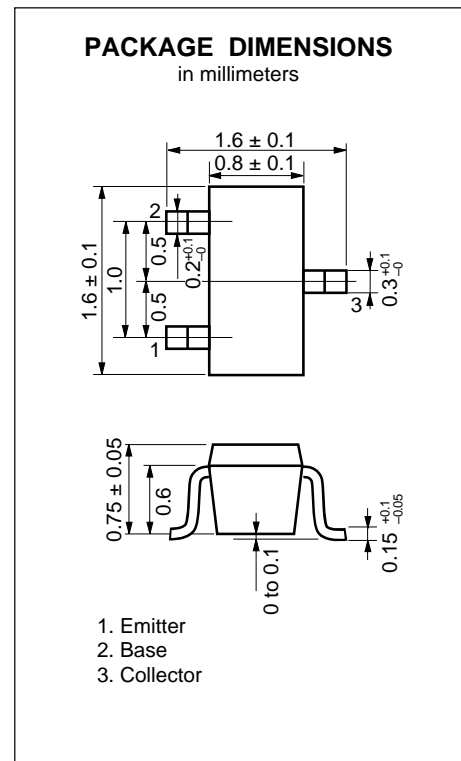 PACKAGE DIMENSIONS
in millimeters
1.6 ± 0.1
0.8 ± 0.1
2
1.6 ± 0.1
1.0
0.5
0.5
0.2 +0.1 –0
0.3 +0.1 –0
3
1
0.75 ± 0.05
0.6
0 to 0.1
0.15 +0.1 –0.05
1. Emitter
2. Base
3. Collector